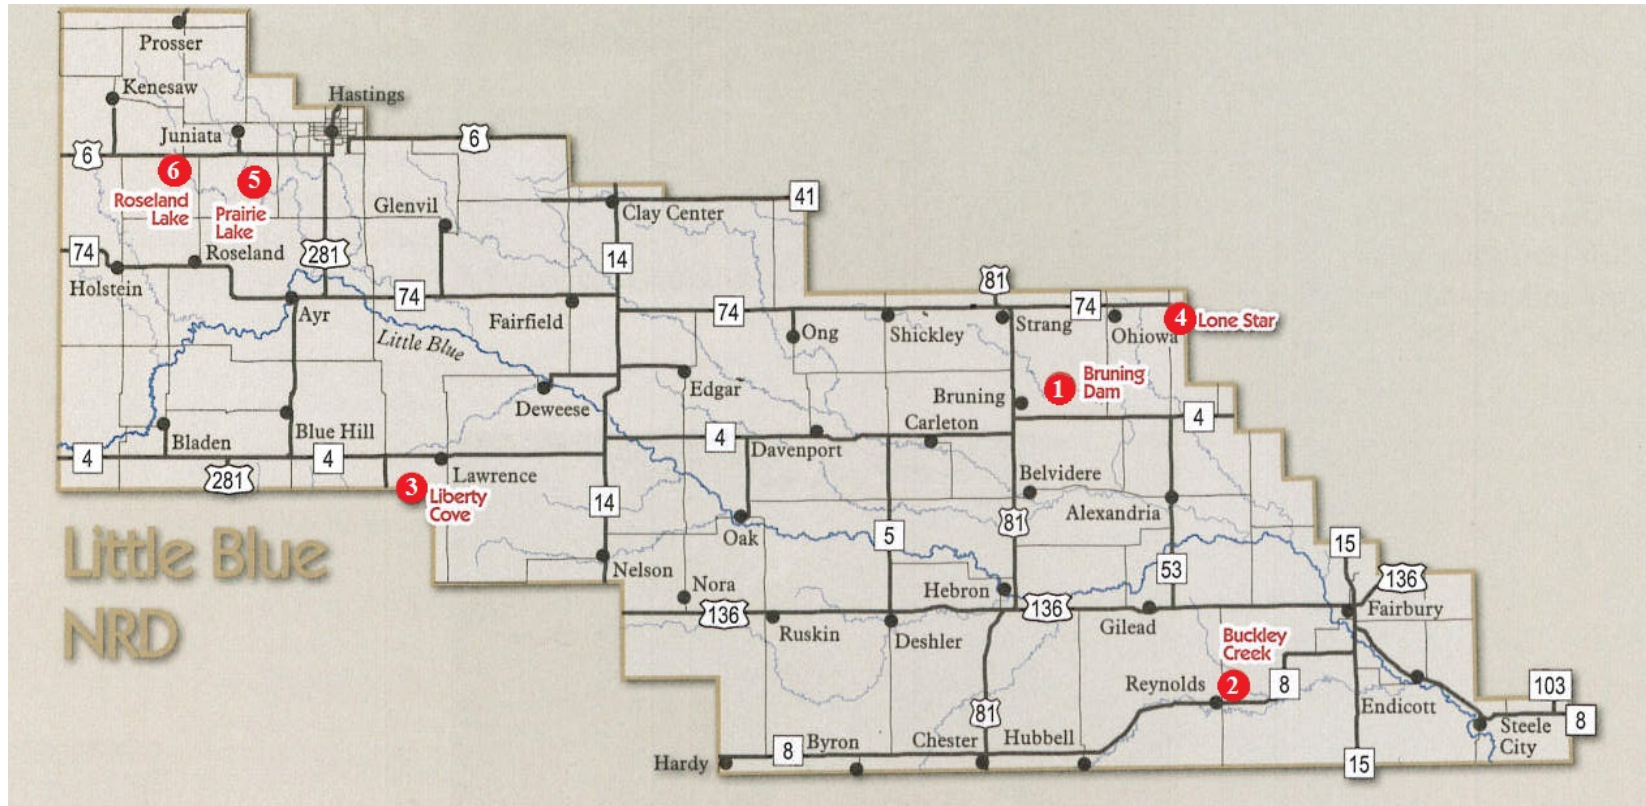 Prosser
Kenesaw
Hastings
Juniata
6
6
6
Roseland
Lake
5
Prairie
Lake
Glenvil
Clay Center
41
74
Roseland
281
14
Holstein
74
Ayr
Little Blue
Fairfield
81
74
74
Ong
Shickley
Strang
Ohiowa
4
Lone Star
Edgar
Deweese
1
Bruning
Dam
Bruning
4
Bladen
Blue Hill
Carleton
4
4
4
Davenport
281
Lawrence
3
Liberty
Cove
14
Belvidere
Alexandria
81
Oak
5
15
53
136
Nelson
Nora
Hebron
136
136
Gilead
Fairbury
Ruskin
Deshler
Buckley
Creek
Reynolds
2
8
103
81
Endicott
8
Steele
City
Hardy
8
Byron
Chester
Hubbell
15
Little Blue
NRD